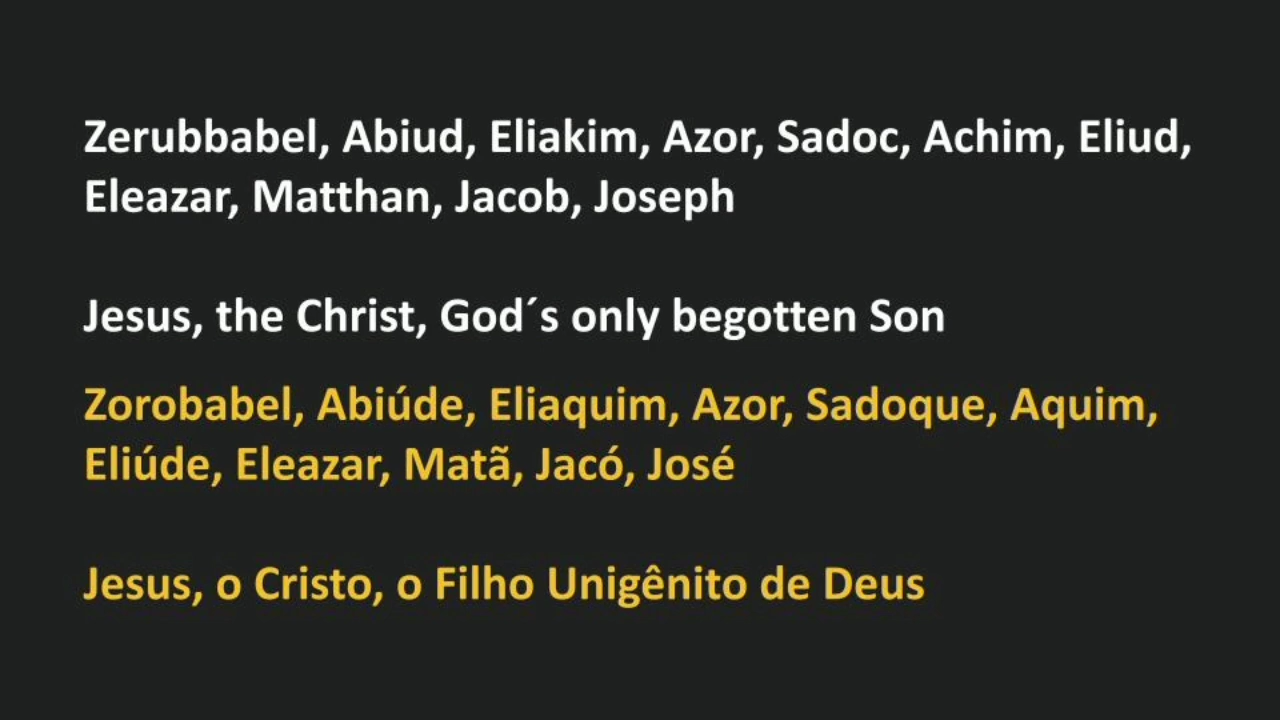 Zerubbabel, Abiud, Eliakim, Azor, Sadoc, Achim, Eliud,
Eleazar, Matthan, Jacob, Joseph
Jesus, the Christ, God´s only begotten Son
Zorobabel, Abiúde, Eliaquim, Azor, Sadoque, Aquim,
Eliúde, Eleazar, Matã, Jacó, José
Jesus, o Cristo, o Filho Unigênito de Deus